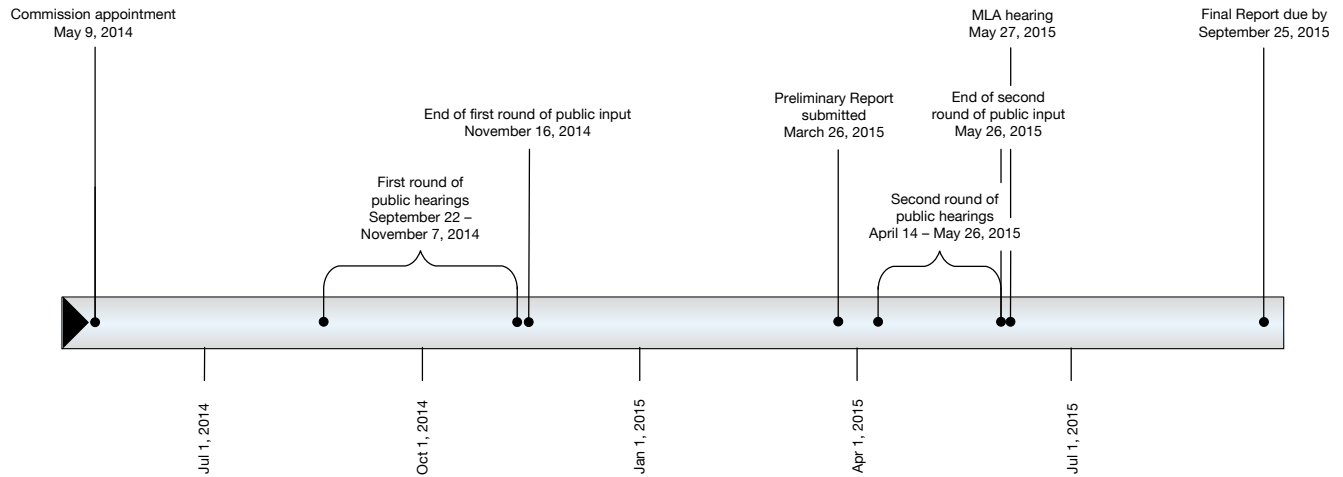 Commission appointment
May 9, 2014
MLA hearing
May 27, 2015
Final Report due by
September 25, 2015
End of first round of public input
November 16, 2014
Preliminary Report
submitted
March 26, 2015
End of second
round of public input
May 26, 2015
First round of
public hearings
September 22 –
November 7, 2014
Second round of
public hearings
April 14 – May 26, 2015
Jul 1, 2014
Oct 1, 2014
Jan 1, 2015
Apr 1, 2015
Jul 1, 2015